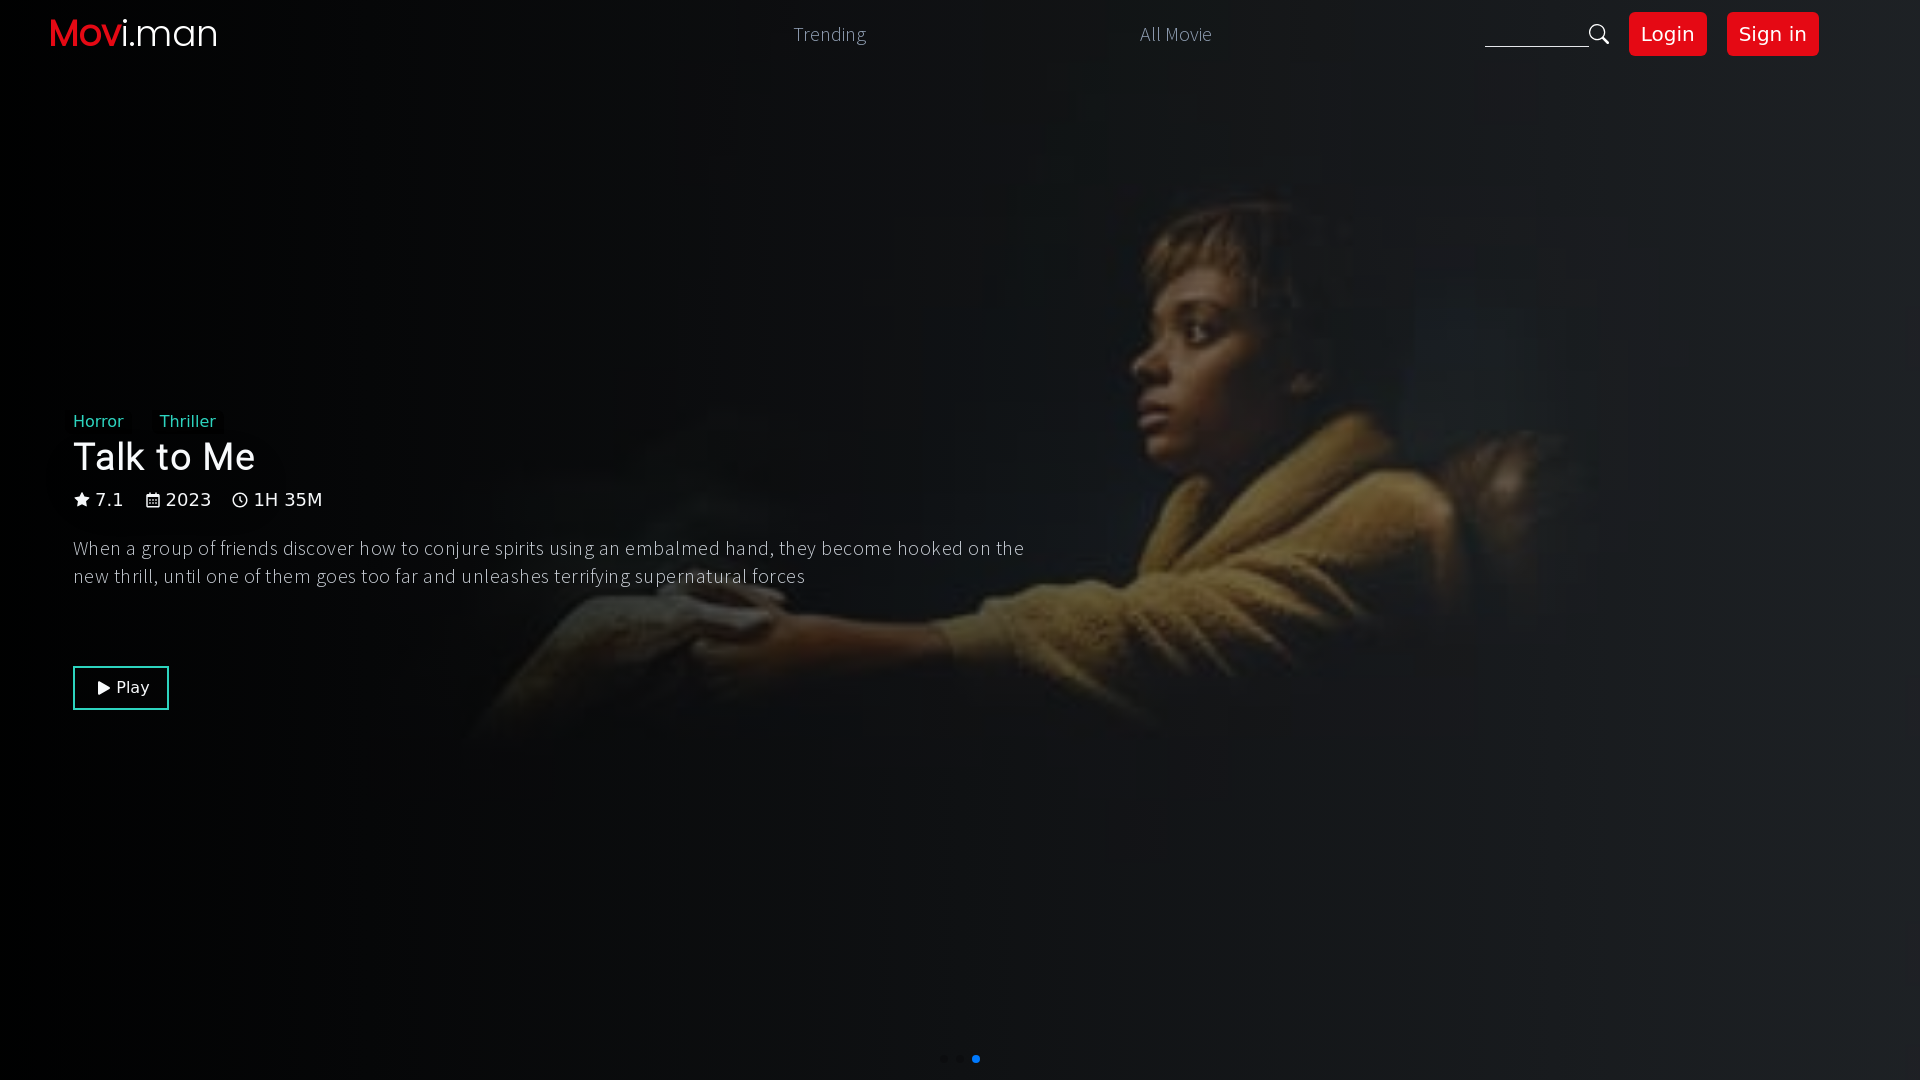 Movi.man
Trending
All Movie
Login
Sign in
Horror
Thriller
Talk to Me
7.1
2023
1H 35M
When a group of friends discover how to conjure spirits using an embalmed hand, they become hooked on the
new thrill, until one of them goes too far and unleashes terrifying supernatural forces
Play